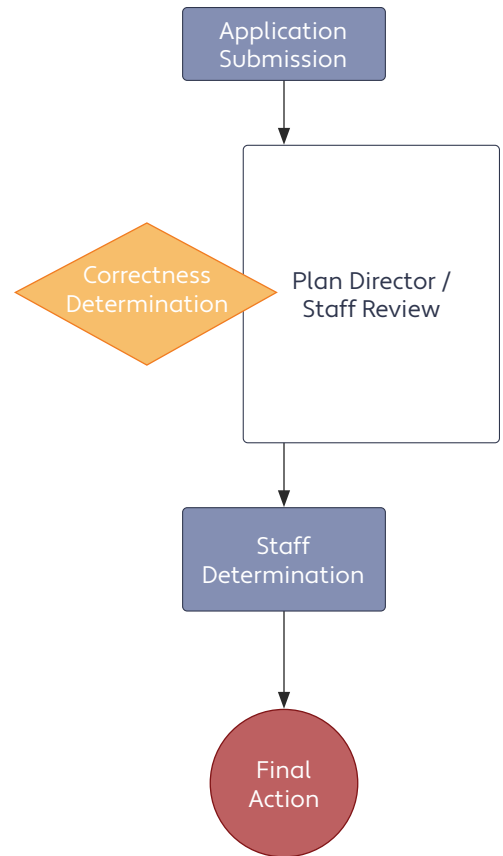 Application
Submission
Correctness
Determination
Plan Director /
Staff Review
Staff
Determination
Final
Action